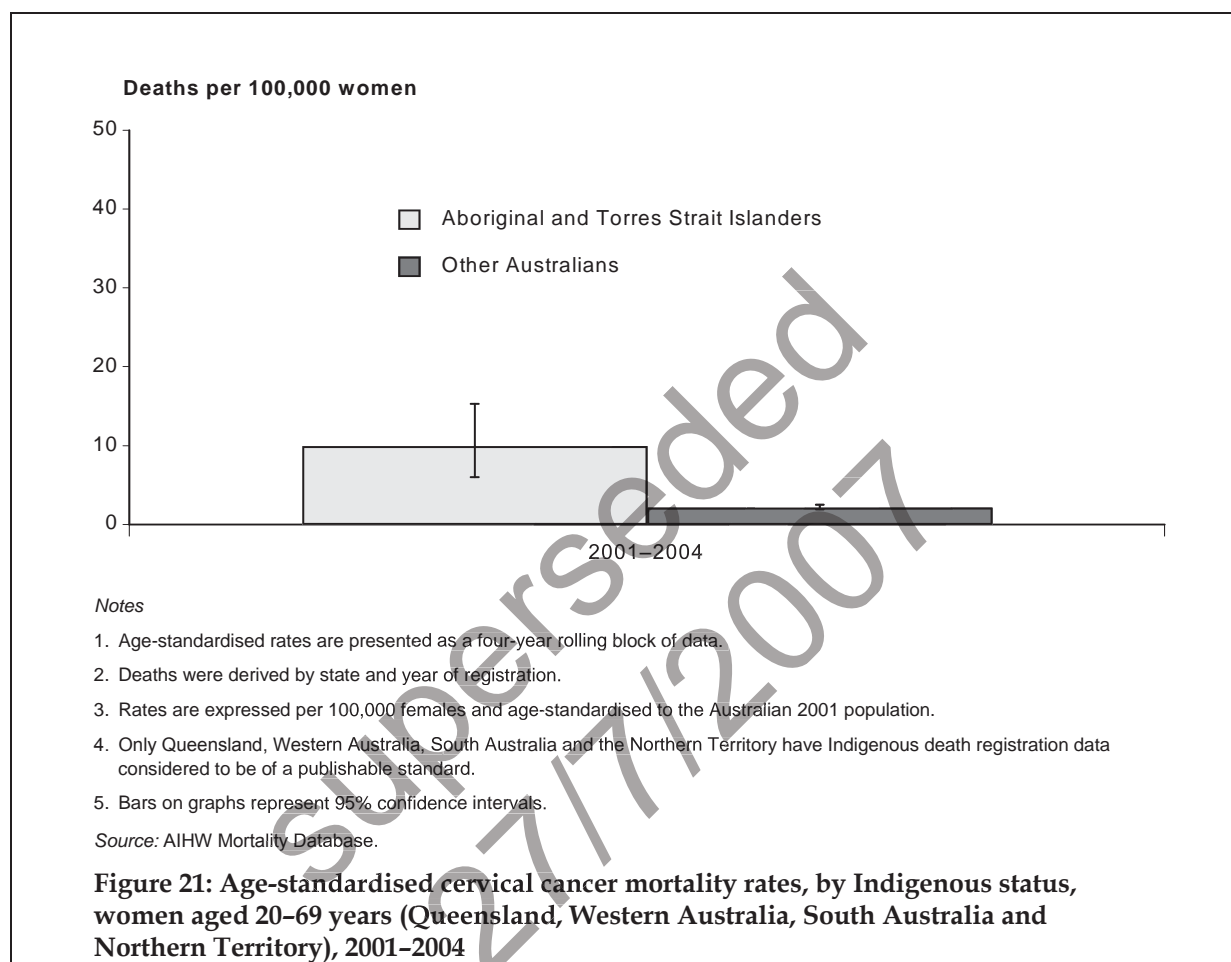 Deaths per 100,000 women
50
40
30
20
10
0
Aboriginal and Torres Strait Islanders
Other Australians
2001–2004
Notes
1. Age-standardised rates are presented as a four-year rolling block of data.
2. Deaths were derived by state and year of registration.
3. Rates are expressed per 100,000 females and age-standardised to the Australian 2001 population.
4. Only Queensland, Western Australia, South Australia and the Northern Territory have Indigenous death registration data
considered to be of a publishable standard.
5. Bars on graphs represent 95% confidence intervals.
Source: AIHW Mortality Database.
Figure 21: Age-standardised cervical cancer mortality rates, by Indigenous status,
women aged 20–69 years (Queensland, Western Australia, South Australia and
Northern Territory), 2001–2004
superseded
27/7/2007